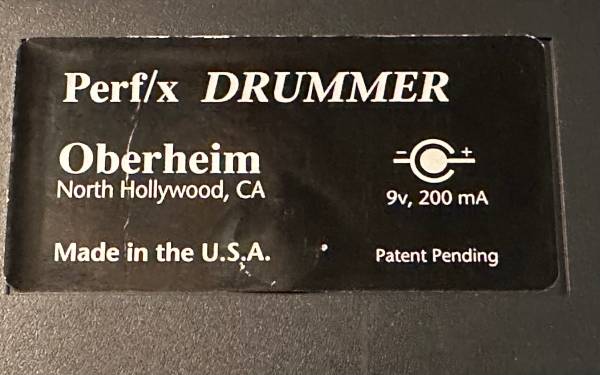 Perf/x DRUMMER
Oberheim
North Hollywood, CA
- +
9v, 200 mA
Made in the U.S.A.
Patent Pending